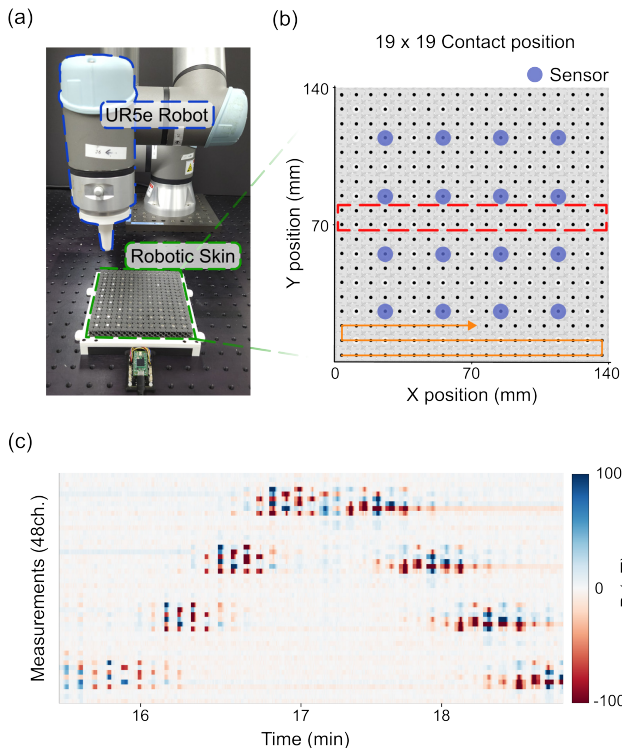 (a)
UR5e Robot
Robotic Skin
(b)
19 x 19 Contact position
Sensor
140
70
0
70
140
Y position (mm)
X position (mm)
(c)
Measurements (48ch.)
16
17
18
Time (min)
100
0
-100